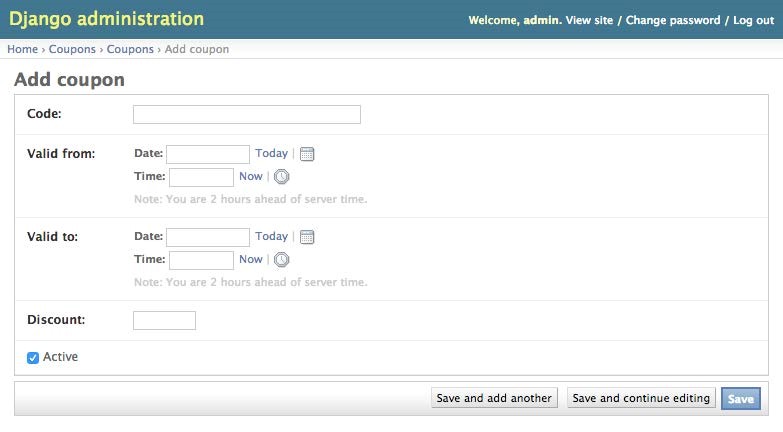 Django administration
Welcome, admin. View site / Change password / Log out
Home › Coupons › Coupons › Add coupon
Add coupon
Code:
Valid from:
Date: Today |
Time: Now |
Note: You are 2 hours ahead of server time.
Valid to:
Date: Today |
Time: Now |
Note: You are 2 hours ahead of server time.
Discount:
Active
Save and add another
Save and continue editing
Save